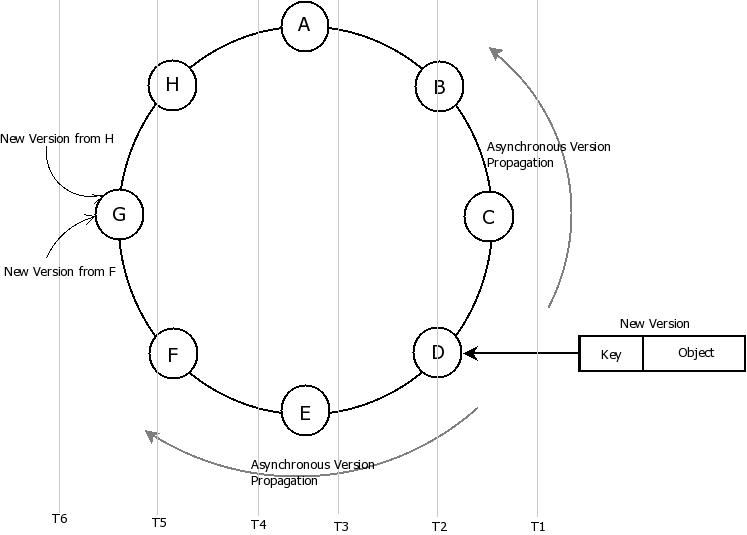 A
H
B
New Version from H
Asynchronous Version
Propagation
G
C
New Version from F
New Version
Key
Object
D
F
E
Asynchronous Version
Propagation
T6
T5
T4
T3
T2
T1